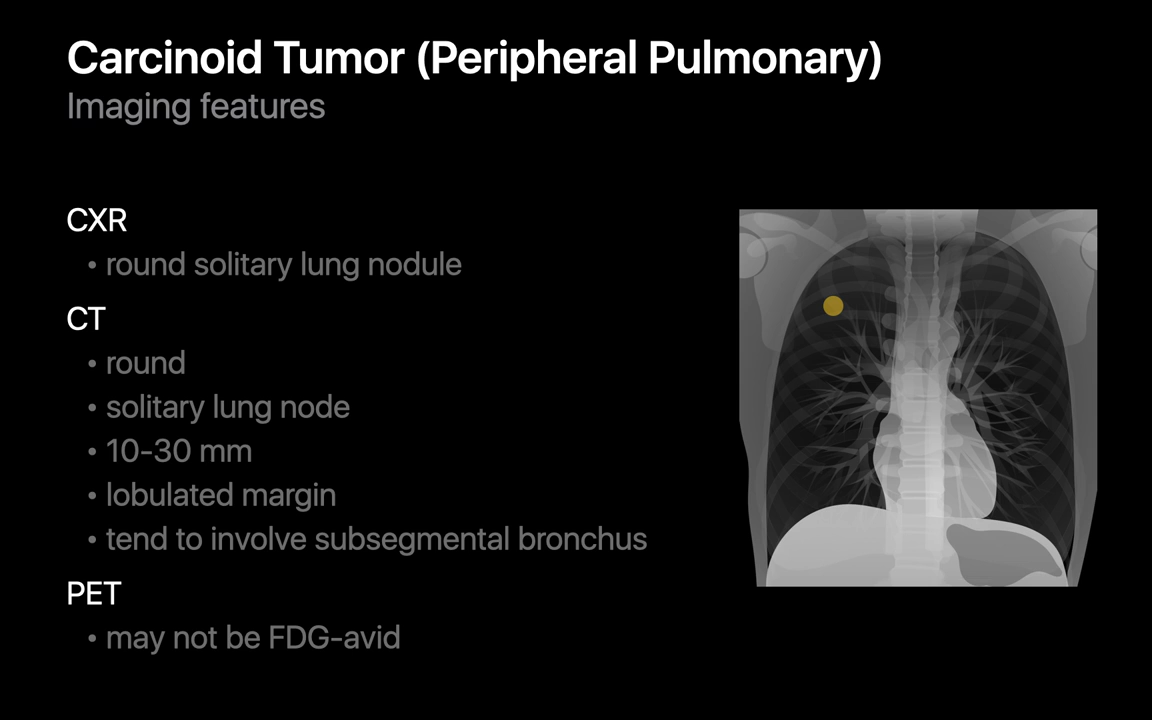 Carcinoid Tumor (Peripheral Pulmonary)
Imaging features
CXR
• round solitary lung nodule
CT
• round
• solitary lung node
• 10-30 mm
• lobulated margin
• tend to involve subsegmental bronchus
PET
• may not be FDG-avid